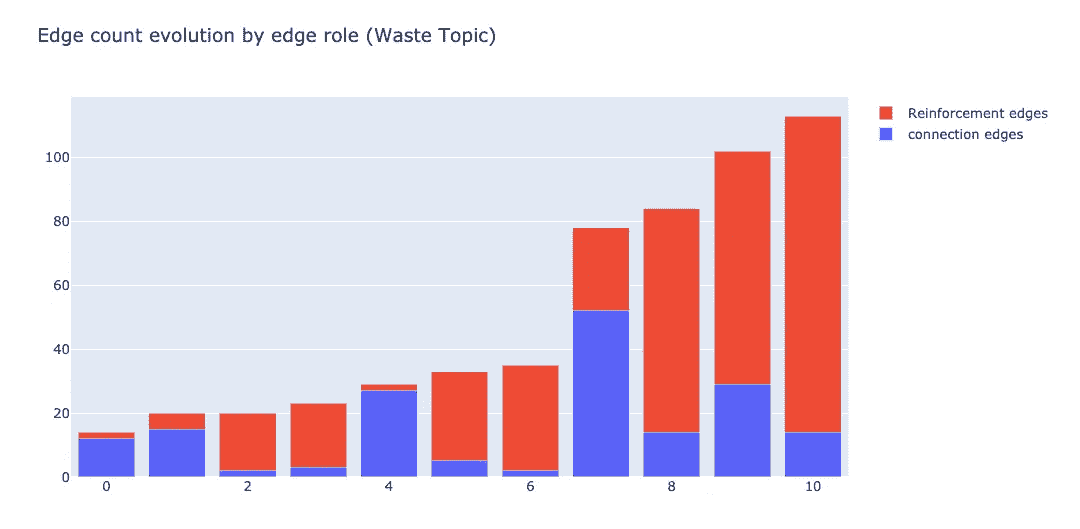 Edge count evolution by edge role (Waste Topic)
Reinforcement edges
connection edges
100
80
60
40
20
0
0 2 4 6 8 10